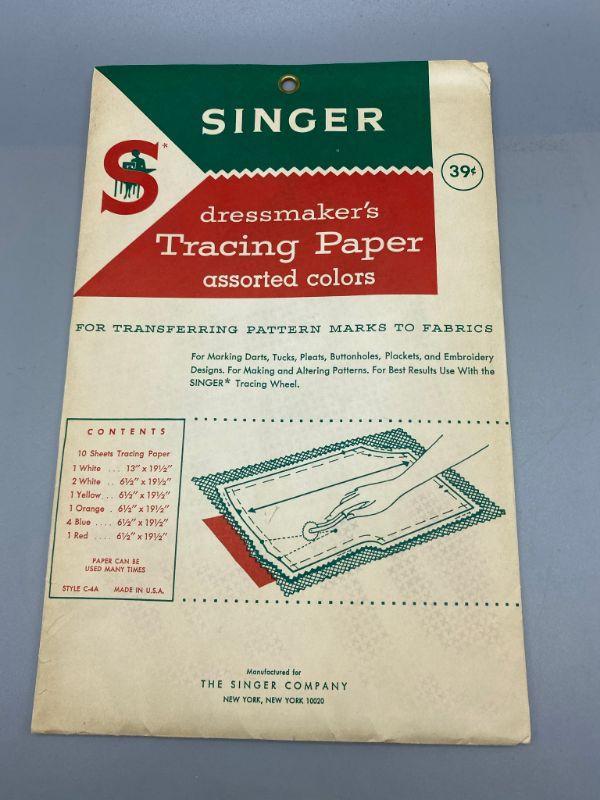 SINGER
S*
39¢
dressmaker's
Tracing Paper
assorted colors
FOR TRANSFERRING PATTERN MARKS TO FABRICS
For Marking Darts, Tucks, Pleats, Buttonholes, Plackets, and Embroidery
Designs. For Making and Altering Patterns. For Best Results Use With the
SINGER* Tracing Wheel.
CONTENTS
10 Sheets Tracing Paper
1 White ... 13" x 19½"
2 White .. 6½" x 19½"
1 Yellow... 6½" x 19½"
1 Orange . 6½" x 19½"
4 Blue .... 6½" x 19½"
1 Red .... 6½" x 19½"
PAPER CAN BE
USED MANY TIMES
STYLE C-4A MADE IN U.S.A.
Manufactured for
THE SINGER COMPANY
NEW YORK, NEW YORK 10020